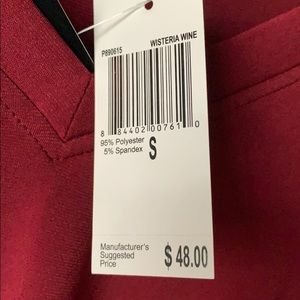 P890615 WISTERIA WINE
8 84402 00761 0
95% Polyester
5% Spandex S
Manufacturer's
Suggested
Price $ 48.00